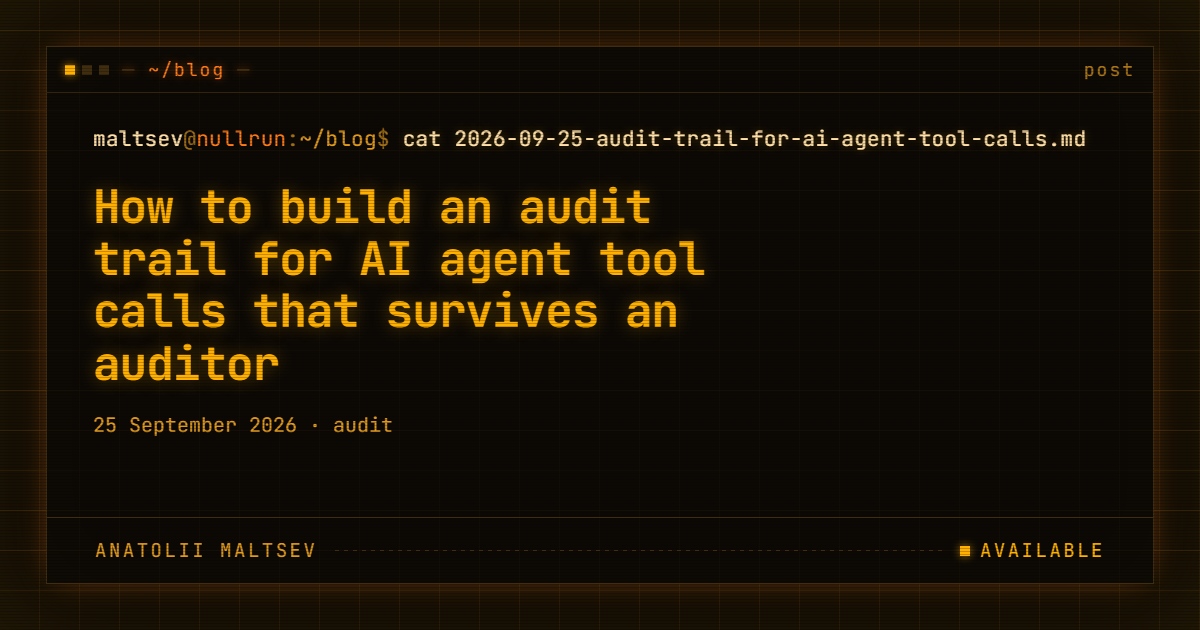 — ~/blog —
post
maltsev@nullrun:~/blog$ cat 2026-09-25-audit-trail-for-ai-agent-tool-calls.md
How to build an audit
trail for AI agent tool
calls that survives an
auditor
25 September 2026 · audit
ANATOLII MALTSEV
AVAILABLE